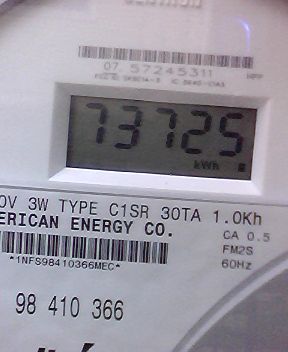 07 57245311
73725
kWh
0V 3W TYPE C1SR 30TA 1.0Kh
ERICAN ENERGY CO.
CA 0.5
FM2S
*1NFS98410366MEC*
60Hz
98 410 366